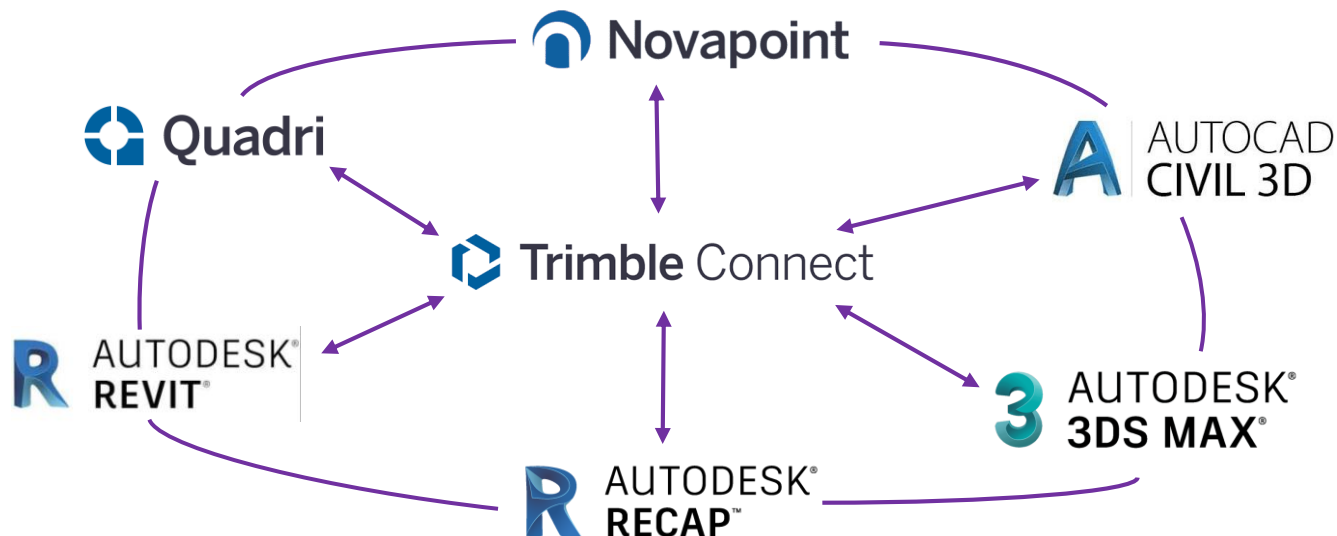 Novapoint
Quadri
AUTOCAD
CIVIL 3D
Trimble Connect
AUTODESK®
REVIT®
AUTODESK®
3DS MAX®
AUTODESK®
RECAP™